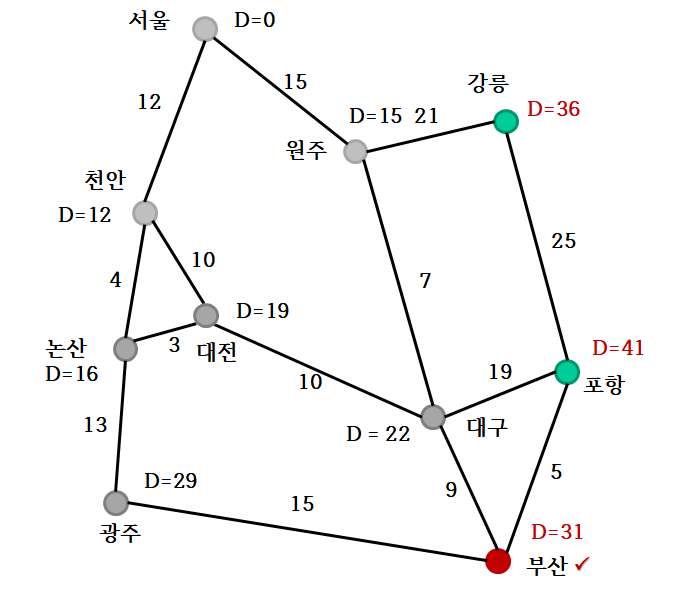 서울 D=0
12
15
강릉
D=36
D=15 21
원주
천안
D=12
10
25
4
7
D=19
3
대전
논산
D=16
10
D=41
19
포항
13
D = 22
대구
D=29
9
5
15
광주
D=31
부산 ✓